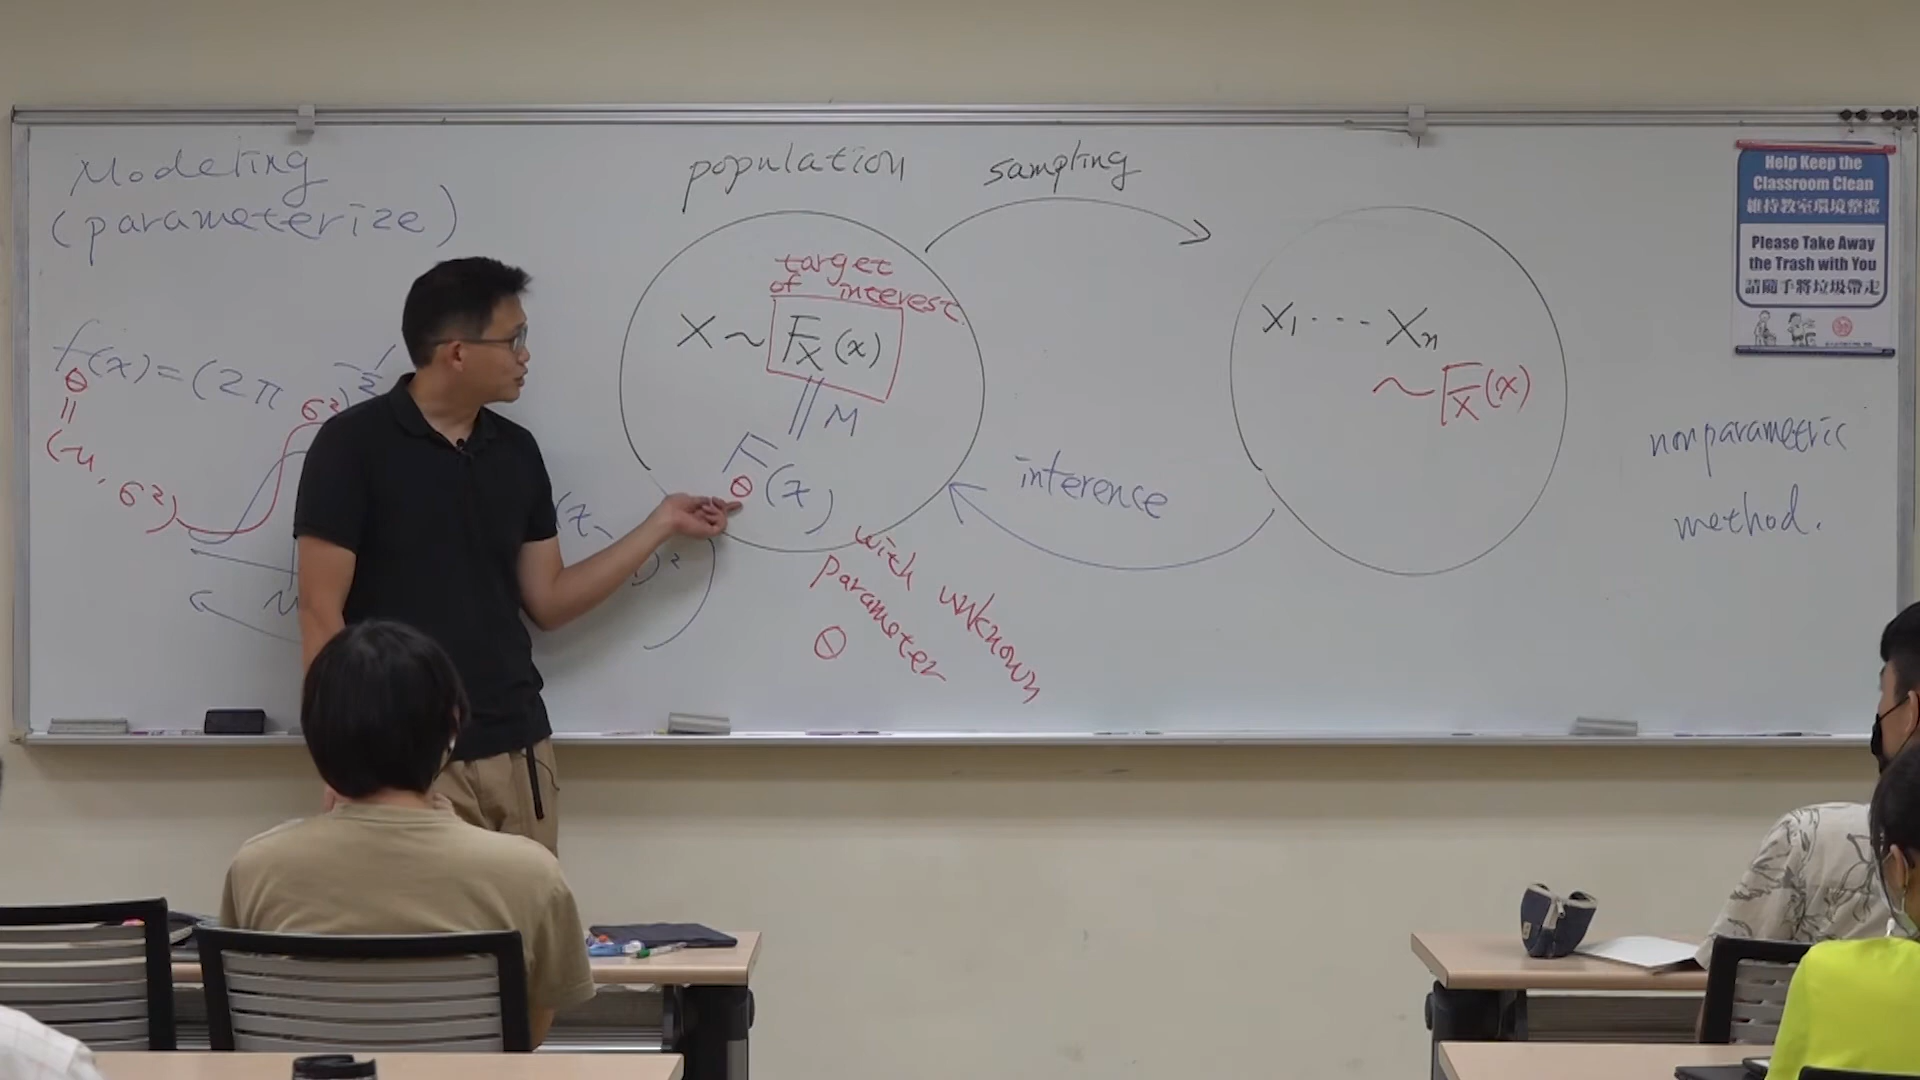 Modeling
(parameterize)
f_θ(x) = (2π σ²)^-1/2
=
(μ, σ²)
μ
population
sampling
target
of interest.
X ~ F_X(x)
M
F_θ(x)
with unknown
parameter
θ
inference
X₁ ... Xₙ
~ F_X(x)
nonparametric
method.
Help Keep the
Classroom Clean
維持教室環境整潔
Please Take Away
the Trash with You
請隨手將垃圾帶走